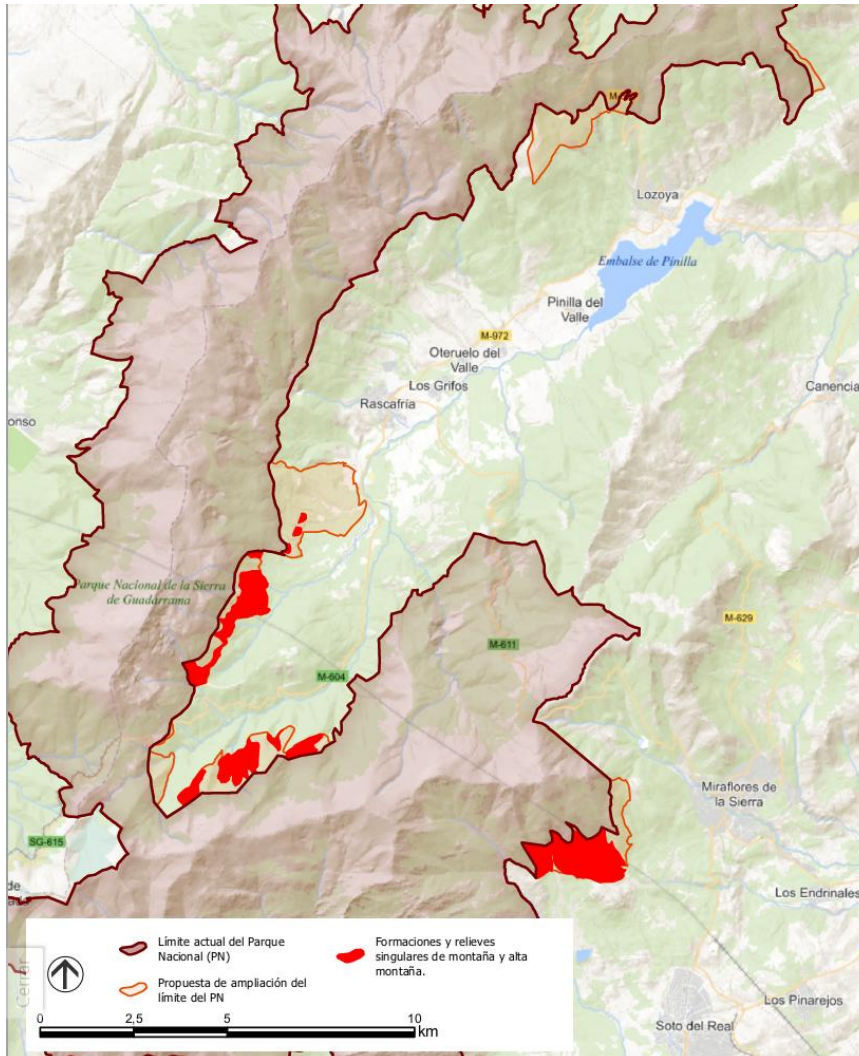 M-
Lozoya
Embalse de Pinilla
Pinilla del
Valle
M-972
Oteruelo del
Valle
Los Grifos
Canencia
Rascafría
onso
Parque Nacional de la Sierra
de Guadarrama
M-629
M-611
M-604
Miraflores de
la Sierra
SG-615
de
Los Endrinales
Límite actual del Parque
Nacional (PN)
Formaciones y relieves
singulares de montaña y alta
montaña.
Propuesta de ampliación del
límite del PN
Cerrar
Los Pinarejos
Soto del Real
0 2,5 5 10
km